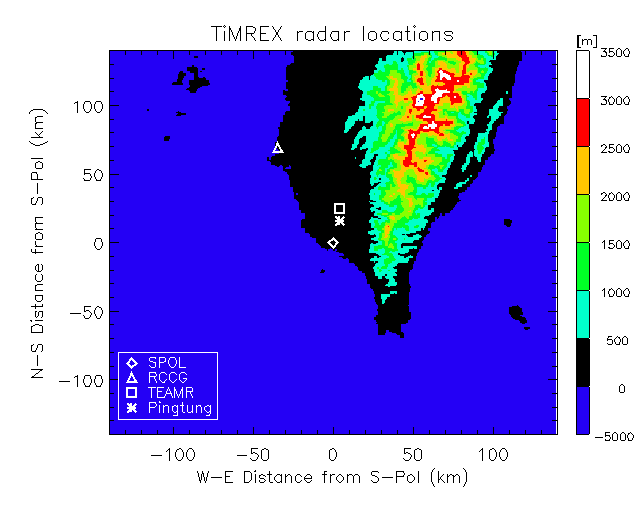 TiMREX radar locations
[m]
3500
3000
2500
2000
1500
1000
500
0
-5000
N-S Distance from S-Pol (km)
100
50
0
-50
-100
SPOL
RCCG
TEAMR
Pingtung
-100 -50 0 50 100
W-E Distance from S-Pol (km)